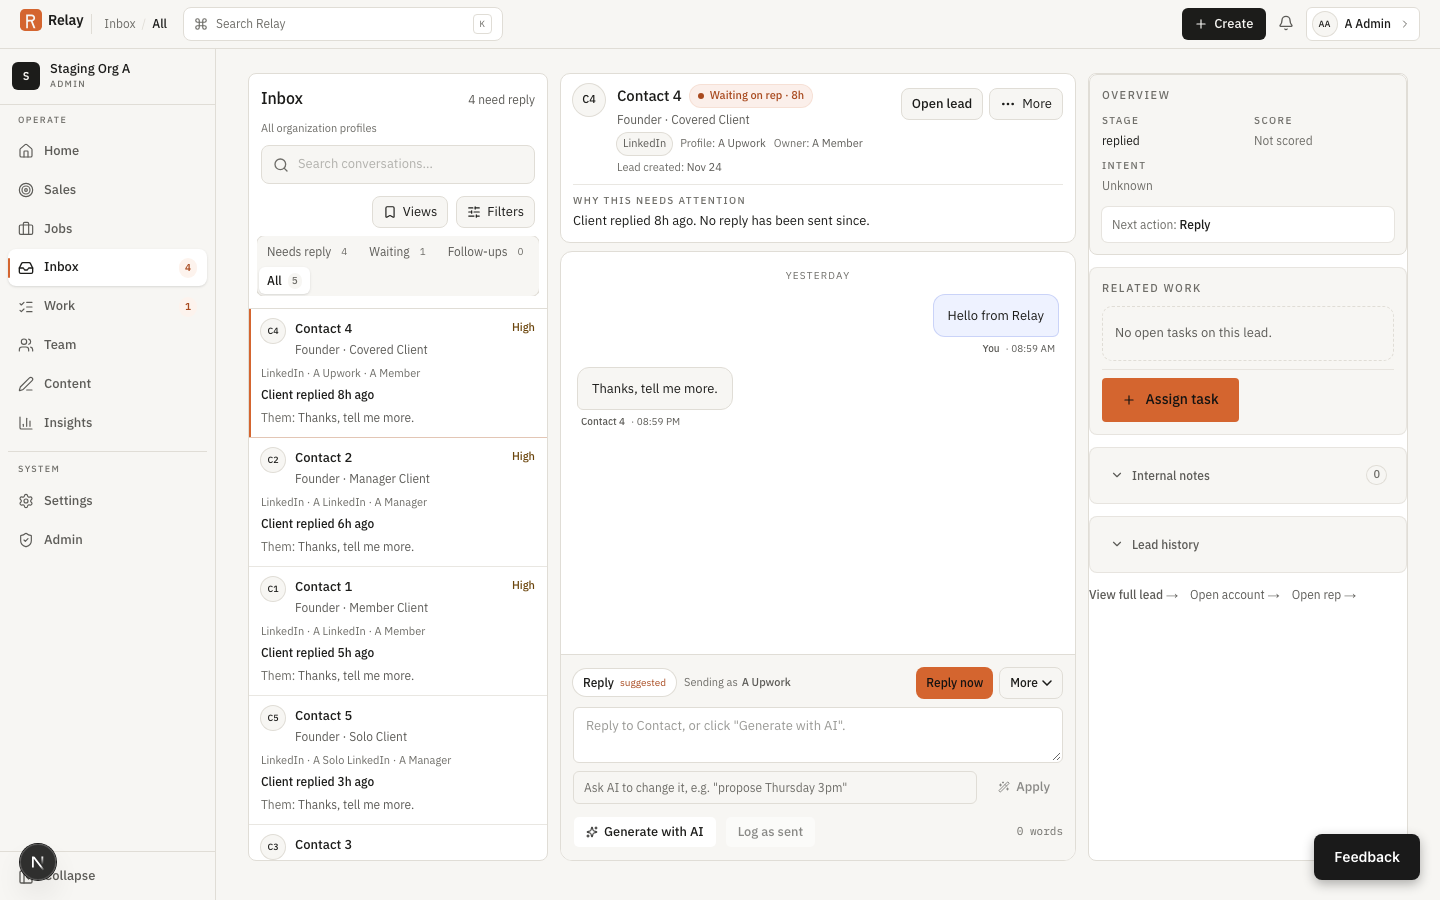 Relay
Inbox / All
Search Relay
K
Create
AA
A Admin
S
Staging Org A
ADMIN
OPERATE
Home
Sales
Jobs
Inbox 4
Work 1
Team
Content
Insights
SYSTEM
Settings
Admin
N
Collapse
Inbox
4 need reply
All organization profiles
Search conversations...
Views
Filters
Needs reply 4
Waiting 1
Follow-ups 0
All 5
C4
Contact 4
High
Founder · Covered Client
LinkedIn · A Upwork · A Member
Client replied 8h ago
Them: Thanks, tell me more.
C2
Contact 2
High
Founder · Manager Client
LinkedIn · A LinkedIn · A Manager
Client replied 6h ago
Them: Thanks, tell me more.
C1
Contact 1
High
Founder · Member Client
LinkedIn · A LinkedIn · A Member
Client replied 5h ago
Them: Thanks, tell me more.
C5
Contact 5
Founder · Solo Client
LinkedIn · A Solo LinkedIn · A Manager
Client replied 3h ago
Them: Thanks, tell me more.
C3
Contact 3
C4
Contact 4
Waiting on rep · 8h
Open lead
More
Founder · Covered Client
LinkedIn
Profile: A Upwork
Owner: A Member
Lead created: Nov 24
WHY THIS NEEDS ATTENTION
Client replied 8h ago. No reply has been sent since.
YESTERDAY
Hello from Relay
You · 08:59 AM
Thanks, tell me more.
Contact 4 · 08:59 PM
Reply suggested
Sending as A Upwork
Reply now
More
Reply to Contact, or click "Generate with AI".
Ask AI to change it, e.g. "propose Thursday 3pm"
Apply
Generate with AI
Log as sent
0 words
OVERVIEW
STAGE
SCORE
replied
Not scored
INTENT
Unknown
Next action: Reply
RELATED WORK
No open tasks on this lead.
Assign task
Internal notes
0
Lead history
View full lead →
Open account →
Open rep →
Feedback